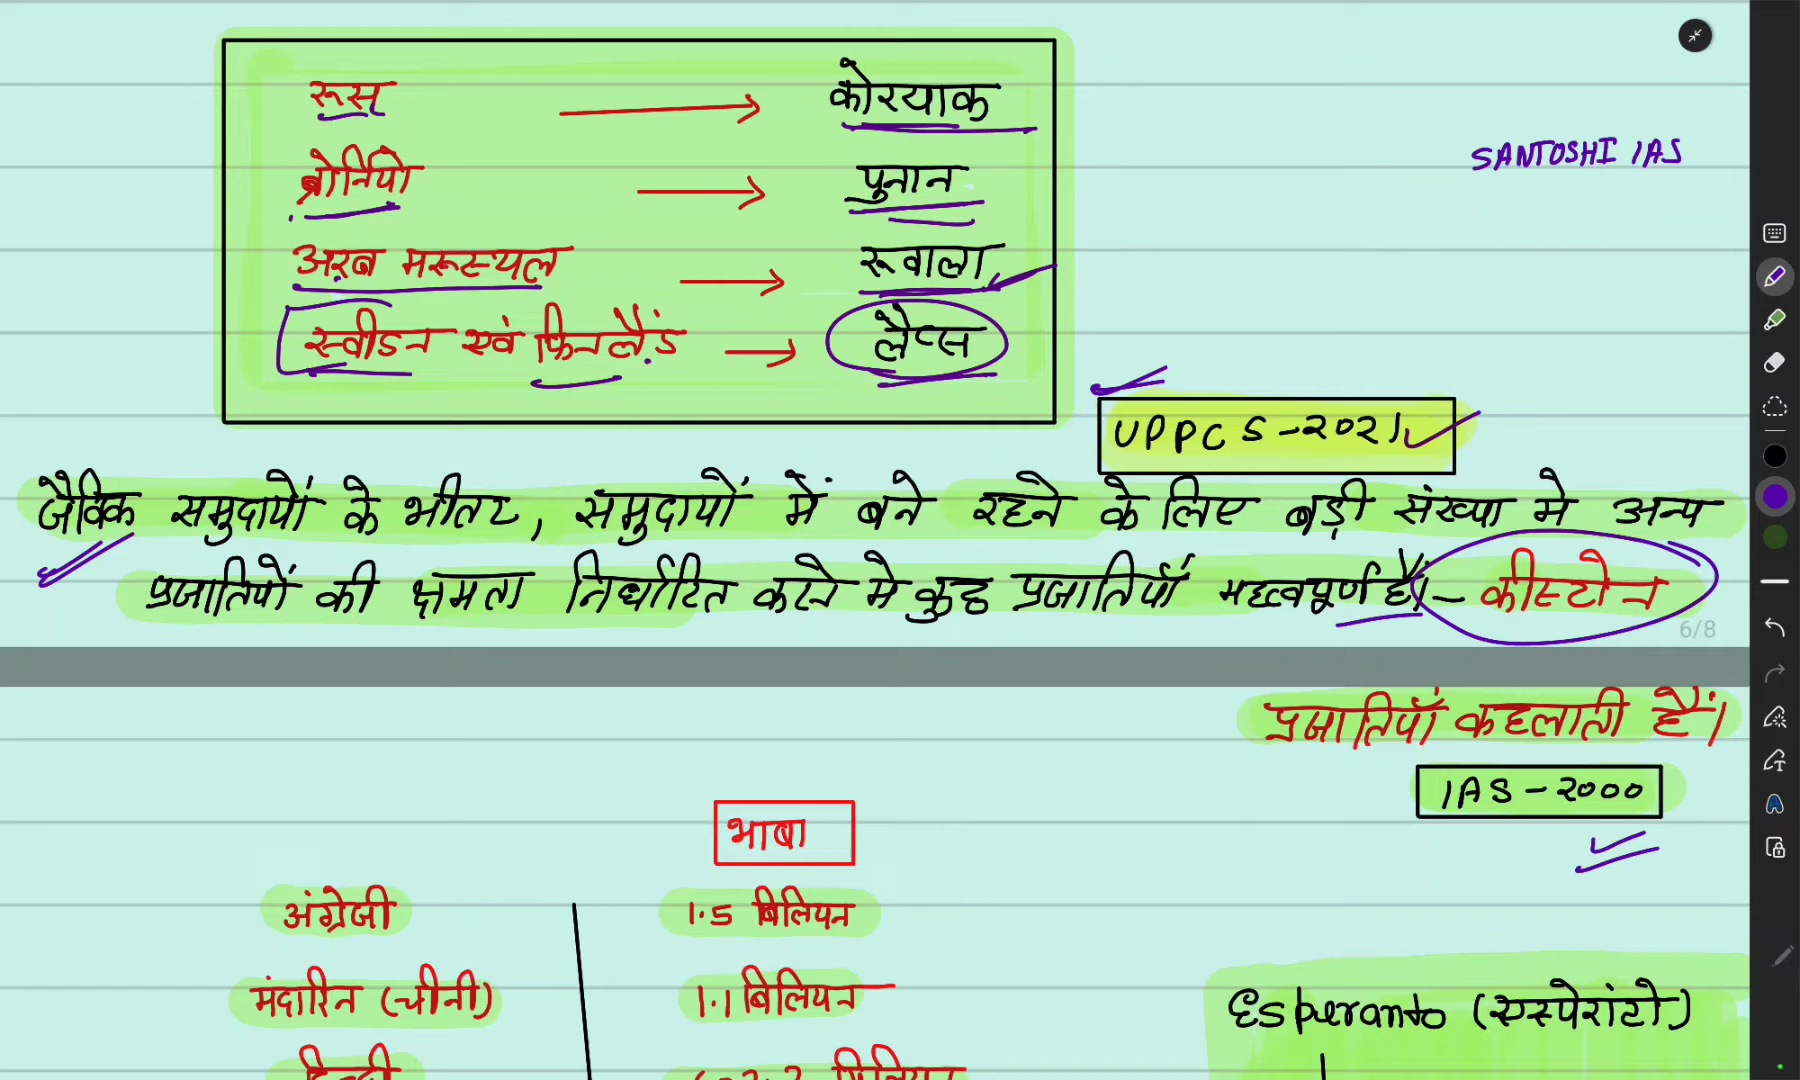 रूस → कोरयाक
SANTOSHI IAS
ब्रोनियो → पुनान
अरब मरूस्थल → रूवाला
स्वीडन एवं फिनलैंड → लैप्स
UPPCS-2021
जैविक समुदायों के भीतर, समुदायों में बने रहने के लिए बड़ी संख्या मे अन्य
प्रजातियों की क्षमता निर्धारित करने मे कुछ प्रजातियाँ महत्वपूर्ण हैं।- कीस्टोन
6/8
प्रजातियाँ कहलाती हैं।
IAS-2000
भाषा
अंग्रेजी 1.5 बिलियन
मंदारिन (चीनी) 1.1 बिलियन
Esperanto (एस्पेरांटो)